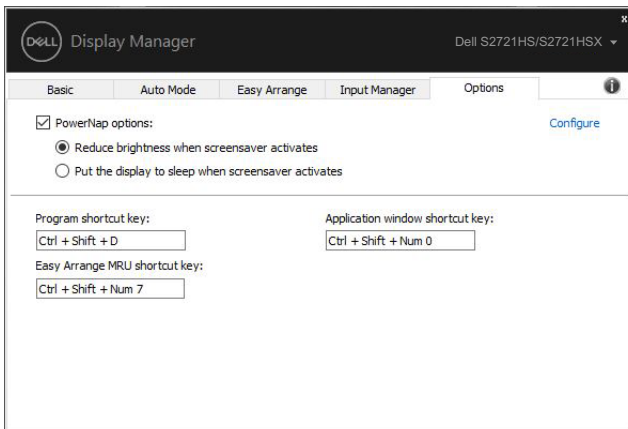 x
DELL Display Manager
Dell S2721HS/S2721HSX
Basic Auto Mode Easy Arrange Input Manager Options
PowerNap options: Configure
Reduce brightness when screensaver activates
Put the display to sleep when screensaver activates
Program shortcut key: Application window shortcut key:
Ctrl + Shift + D Ctrl + Shift + Num 0
Easy Arrange MRU shortcut key:
Ctrl + Shift + Num 7